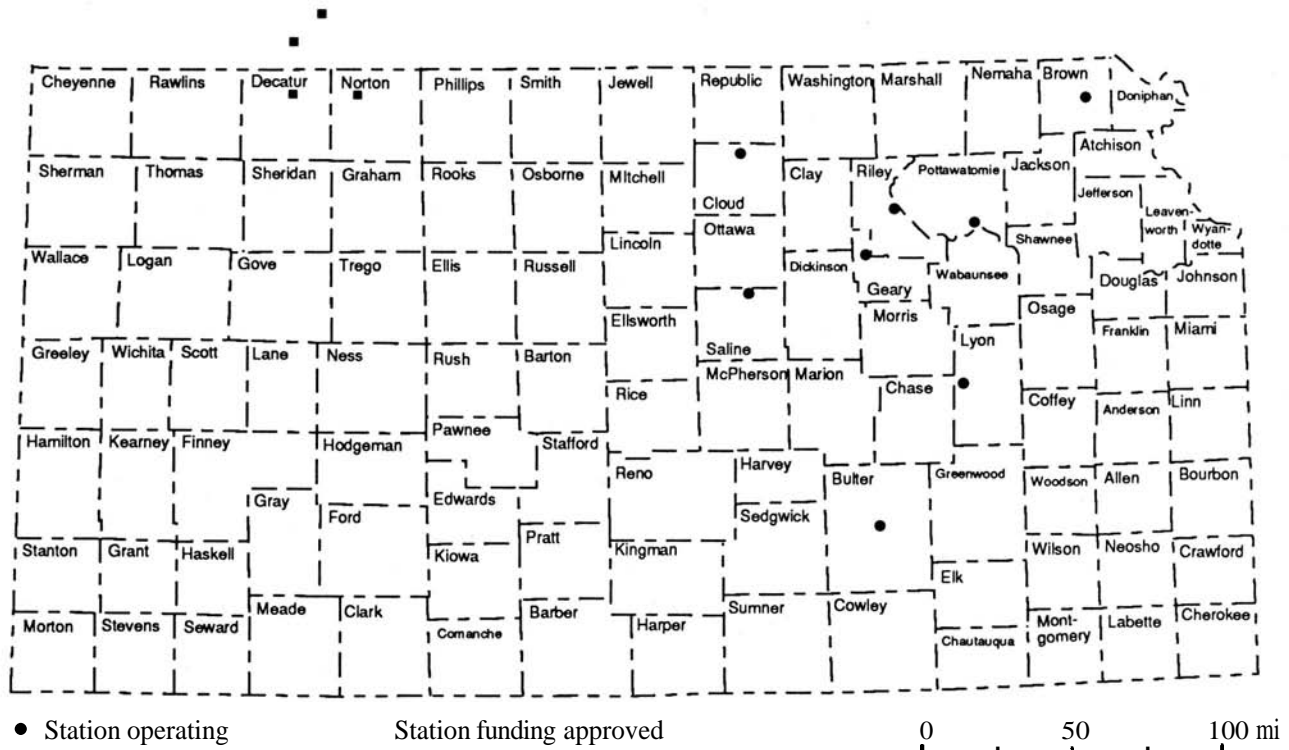 Cheyenne Rawlins Decatur Norton Phillips Smith Jewell Republic Washington Marshall Nemaha Brown Doniphan
Atchison
Sherman Thomas Sheridan Graham Rooks Osborne Mitchell Cloud Clay Riley Pottawatomie Jackson
Jefferson
Leaven-
worth
Wyan-
dotte
Ottawa
Lincoln
Shawnee
Wallace Logan Gove Trego Ellis Russell Dickinson Geary Wabaunsee Douglas Johnson
Ellsworth Saline Morris Osage Franklin Miami
Lyon
Greeley Wichita Scott Lane Ness Rush Barton
Rice McPherson Marion Chase Coffey Anderson Linn
Pawnee
Hamilton Kearney Finney Hodgeman Stafford
Reno Harvey Bulter Greenwood Woodson Allen Bourbon
Edwards
Gray Ford Sedgwick
Pratt
Stanton Grant Haskell Kiowa Kingman Wilson Neosho Crawford
Elk
Meade Clark Barber Sumner Cowley
Morton Stevens Seward Comanche Harper Chautauqua Mont-
gomery
Labette Cherokee
Station operating Station funding approved 0 50 100 mi